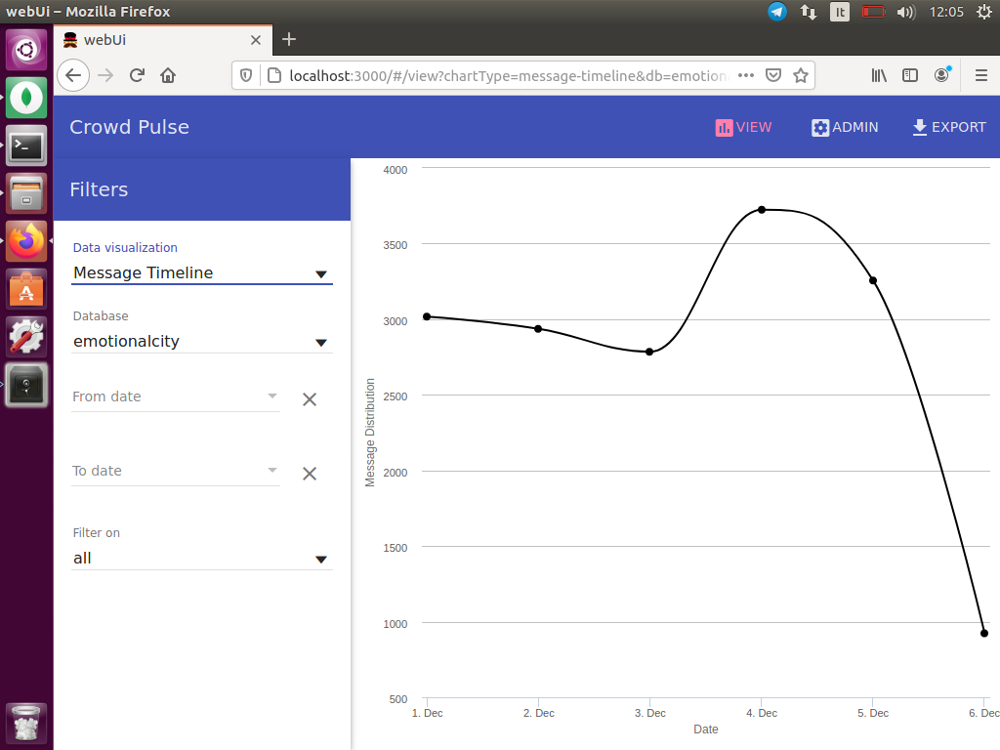 webUi – Mozilla Firefox
It
12:05
webUi
localhost:3000/#/view?chartType=message-timeline&db=emotion
Crowd Pulse
VIEW
ADMIN
EXPORT
Filters
Data visualization
Message Timeline
Database
emotionalcity
From date
To date
Filter on
all
4000
3500
3000
2500
2000
1500
1000
500
Message Distribution
1. Dec
2. Dec
3. Dec
4. Dec
5. Dec
6. Dec
Date